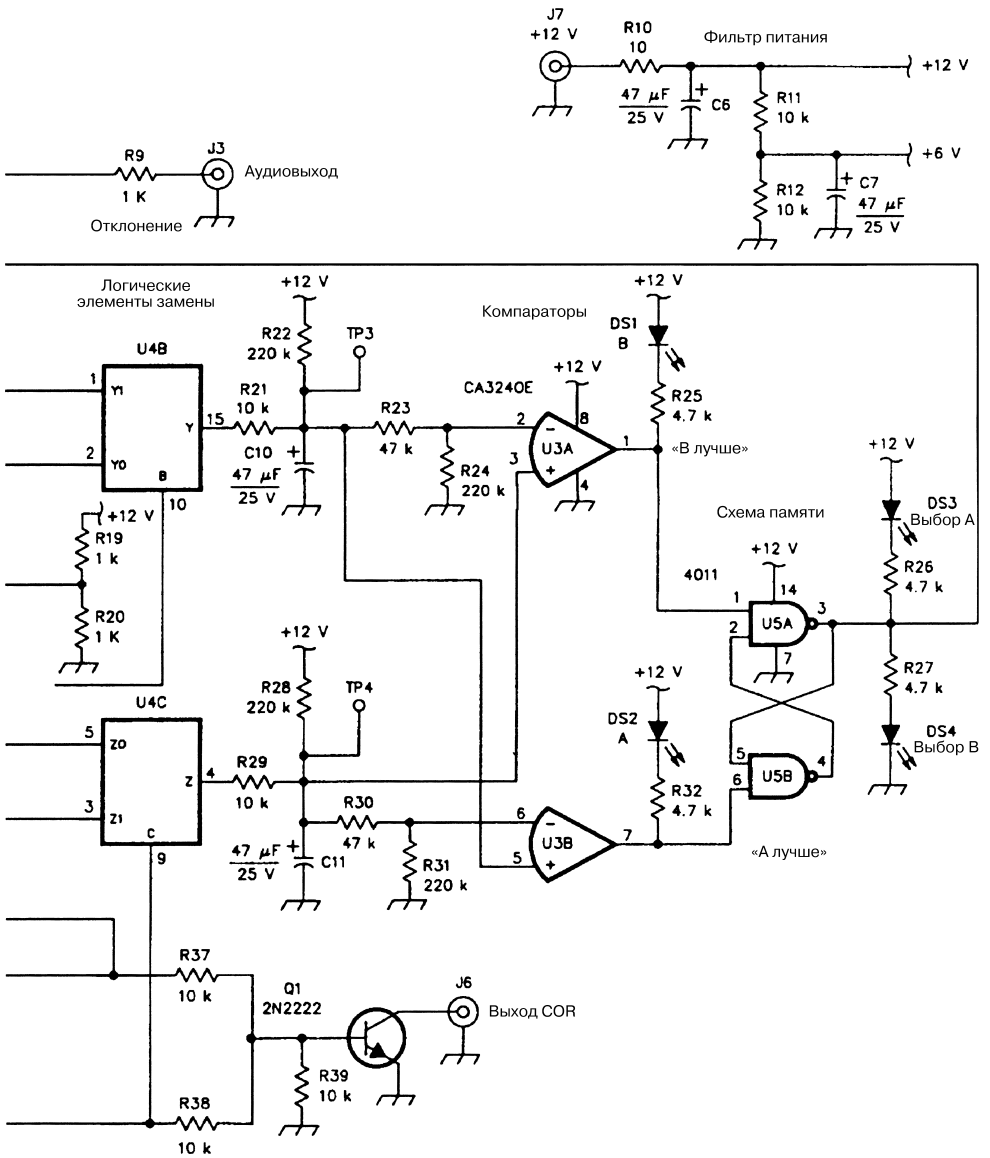 J7
+12 V
R10
10
Фильтр питания
+12 V
47 µF
25 V
+
C6
R11
10 k
+6 V
R12
10 k
+
C7
47 µF
25 V
R9
1 K
J3
Аудиовыход
Отклонение
Логические
элементы замены
U4B
1
Y1
2
Y0
Y
15
B
10
+12 V
R22
220 k
TP3
R21
10 k
C10
+
47 µF
25 V
R23
47 k
R24
220 k
Компараторы
CA3240E
+12 V
8
2
-
3
+
U3A
1
4
+12 V
DS1
B
R25
4.7 k
«В лучше»
+12 V
R19
1 k
R20
1 K
Схема памяти
+12 V
4011
14
1
2
U5A
3
7
+12 V
DS3
Выбор А
R26
4.7 k
R27
4.7 k
DS4
Выбор В
U4C
5
Z0
3
Z1
Z
4
C
9
+12 V
R28
220 k
TP4
R29
10 k
R30
47 k
47 µF
25 V
+
C11
R31
220 k
6
-
5
+
U3B
7
+12 V
DS2
A
R32
4.7 k
5
6
U5B
4
«А лучше»
R37
10 k
Q1
2N2222
J6
Выход COR
R39
10 k
R38
10 k